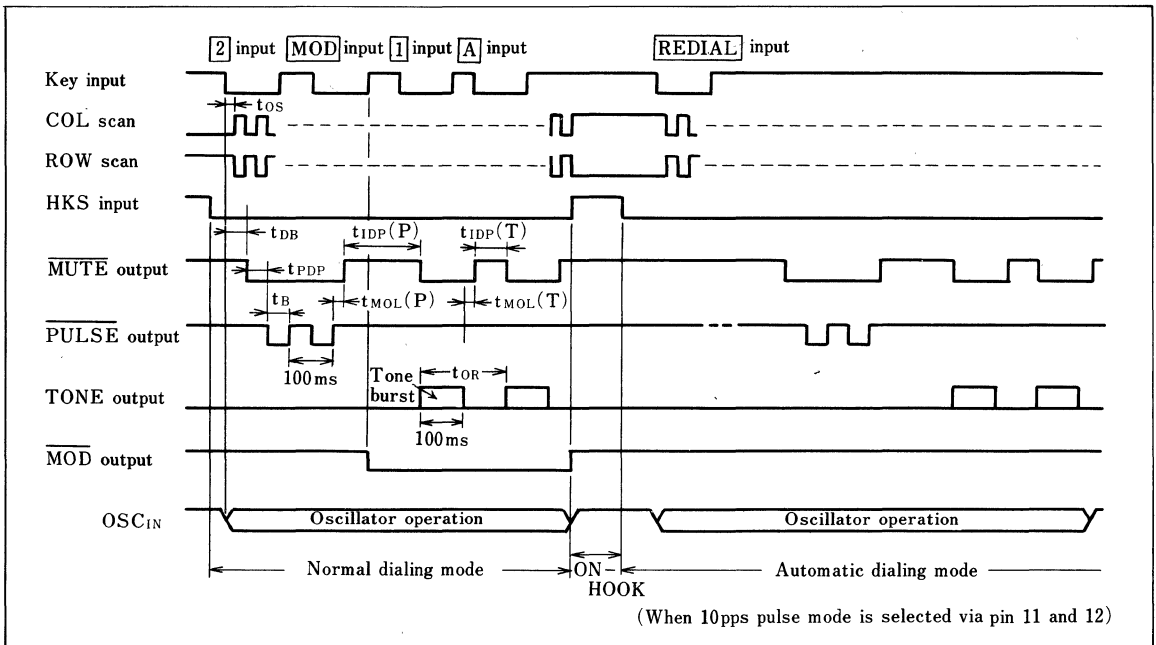 2 input MOD input 1 input A input REDIAL input
Key input
tOS
COL scan
ROW scan
HKS input
tDB tIDP(P) tIDP(T)
MUTE output
tPDP
tB tMOL(P) tMOL(T)
PULSE output
100ms
Tone burst tOR
TONE output
100ms
MOD output
OSCIN Oscillator operation Oscillator operation
Normal dialing mode ON-HOOK Automatic dialing mode
(When 10pps pulse mode is selected via pin 11 and 12)